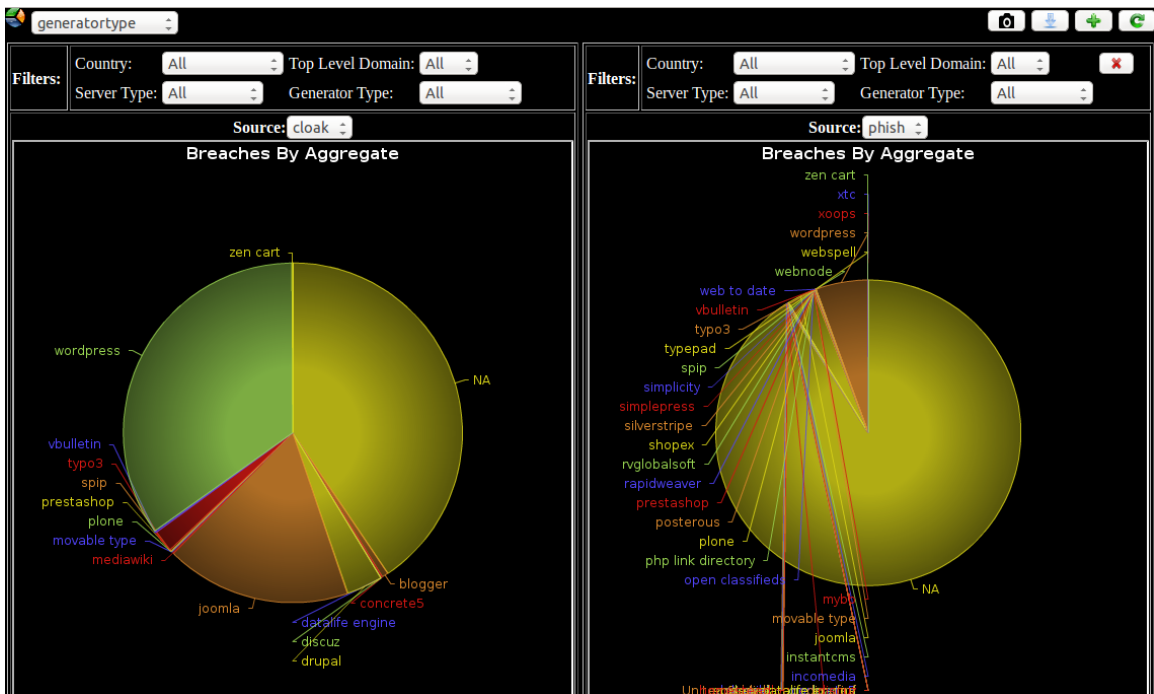 generatortype
Filters:
Country: All Top Level Domain: All
Server Type: All Generator Type: All
Source: cloak
Breaches By Aggregate
zen cart
wordpress
NA
vbulletin
typo3
spip
prestashop
plone
movable type
mediawiki
joomla
blogger
concrete5
datalife engine
discuz
drupal
Filters:
Country: All Top Level Domain: All
Server Type: All Generator Type: All
Source: phish
Breaches By Aggregate
zen cart
xtc
xoops
wordpress
webspell
webnode
web to date
vbulletin
typo3
typepad
spip
simplicity
simplepress
silverstripe
shopex
rvglobalsoft
rapidweaver
prestashop
posterous
plone
php link directory
open classifieds
NA
movable type
joomla
instantcms
incomedia